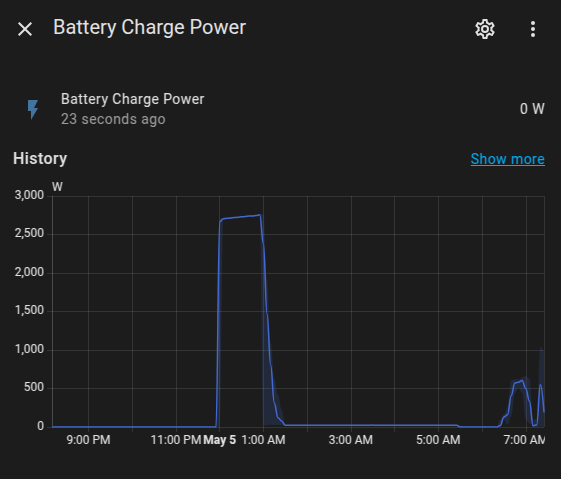 Battery Charge Power
Battery Charge Power
23 seconds ago
0 W
History
Show more
W
3,000
2,500
2,000
1,500
1,000
500
0
9:00 PM 11:00 PM May 5 1:00 AM 3:00 AM 5:00 AM 7:00 AM